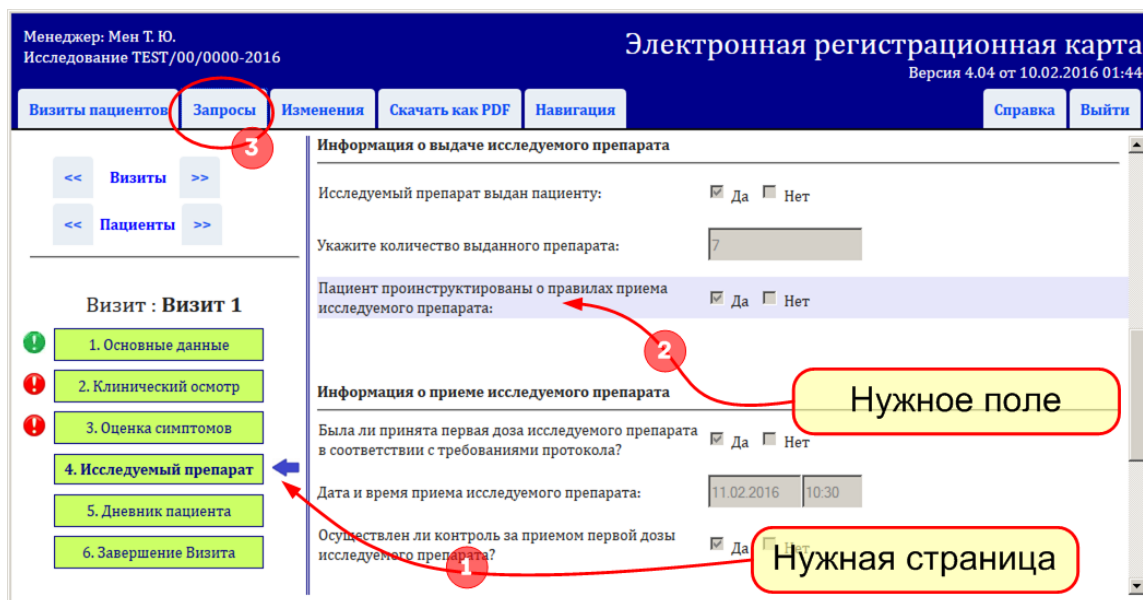 Менеджер: Мен Т. Ю.
Исследование TEST/00/0000-2016
Электронная регистрационная карта
Версия 4.04 от 10.02.2016 01:44
Визиты пациентов
Запросы
Изменения
Скачать как PDF
Навигация
Справка
Выйти
3
<< Визиты >>
<< Пациенты >>
Визит : Визит 1
1. Основные данные
2. Клинический осмотр
3. Оценка симптомов
4. Исследуемый препарат
5. Дневник пациента
6. Завершение Визита
Информация о выдаче исследуемого препарата
Исследуемый препарат выдан пациенту:
Да Нет
Укажите количество выданного препарата:
7
Пациент проинструктированы о правилах приема
исследуемого препарата:
Да Нет
2
Нужное поле
Информация о приеме исследуемого препарата
Была ли принята первая доза исследуемого препарата
в соответствии с требованиями протокола?
Да Нет
Дата и время приема исследуемого препарата:
11.02.2016 10:30
Осуществлен ли контроль за приемом первой дозы
исследуемого препарата?
Да Нет
1
Нужная страница